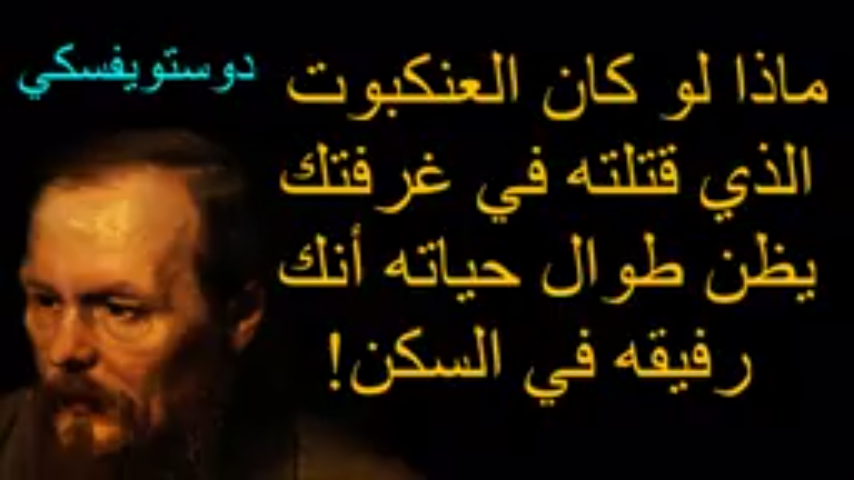 دوستويفسكي
ماذا لو كان العنكبوت
الذي قتلته في غرفتك
يظن طوال حياته أنك
رفيقه في السكن!